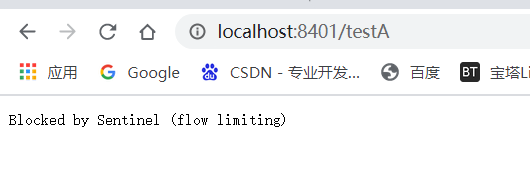 localhost:8401/testA
应用 Google CSDN - 专业开发... 百度 BT 宝塔Li
Blocked by Sentinel (flow limiting)